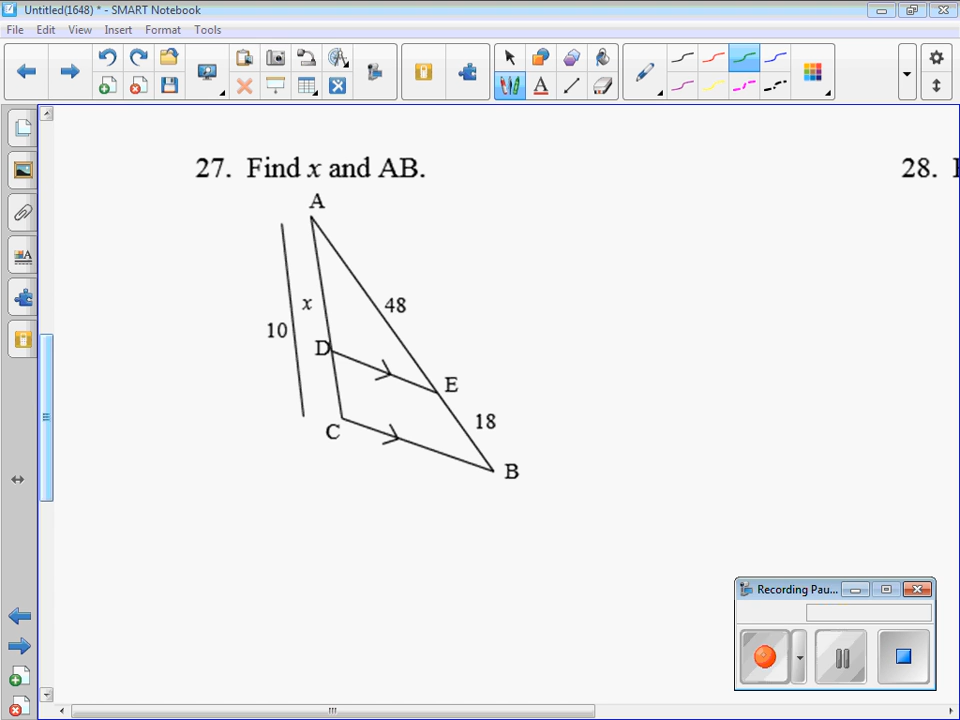 Untitled(1648) * - SMART Notebook
File Edit View Insert Format Tools
27. Find x and AB.
28.
A
x
48
10
D
E
18
C
B
Recording Pau...